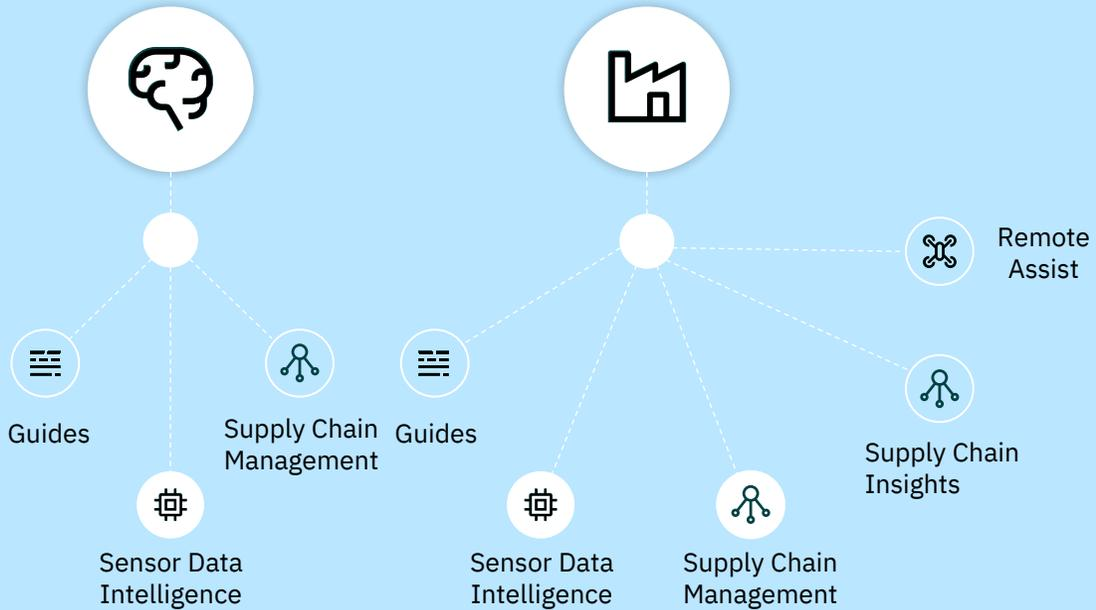 Remote
Assist
Guides
Supply Chain
Management
Guides
Supply Chain
Insights
Sensor Data
Intelligence
Sensor Data
Intelligence
Supply Chain
Management